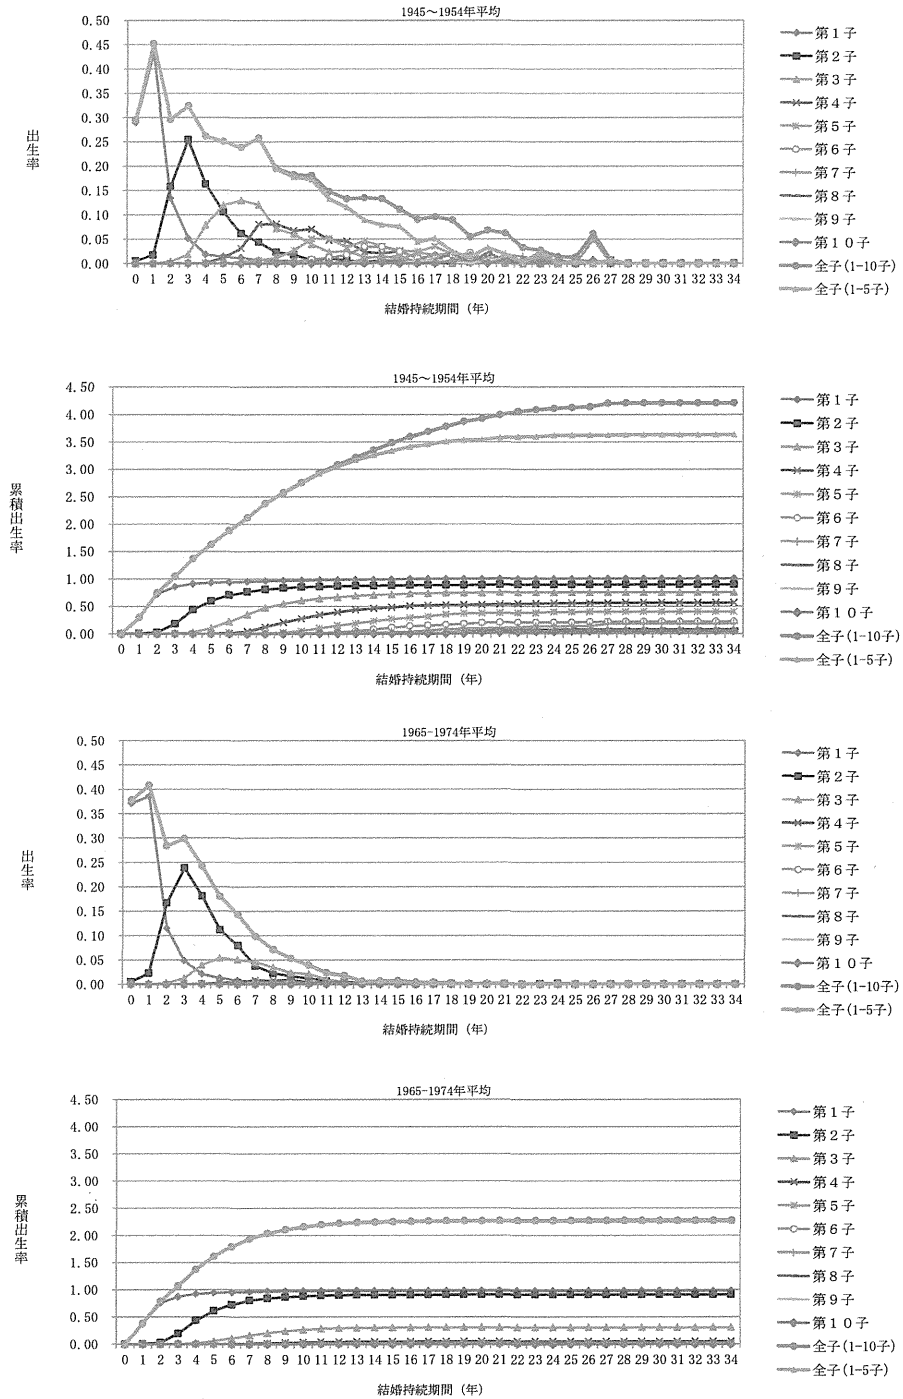 1945～1954年平均
0.50
0.45
0.40
0.35
0.30
0.25
0.20
0.15
0.10
0.05
0.00
出生率
0 1 2 3 4 5 6 7 8 9 10 11 12 13 14 15 16 17 18 19 20 21 22 23 24 25 26 27 28 29 30 31 32 33 34
結婚持続期間（年）
第１子
第２子
第３子
第４子
第５子
第６子
第７子
第８子
第９子
第１０子
全子(1-10子)
全子(1-5子)
1945～1954年平均
4.50
4.00
3.50
3.00
2.50
2.00
1.50
1.00
0.50
0.00
累積出生率
0 1 2 3 4 5 6 7 8 9 10 11 12 13 14 15 16 17 18 19 20 21 22 23 24 25 26 27 28 29 30 31 32 33 34
結婚持続期間（年）
第１子
第２子
第３子
第４子
第５子
第６子
第７子
第８子
第９子
第１０子
全子(1-10子)
全子(1-5子)
1965-1974年平均
0.50
0.45
0.40
0.35
0.30
0.25
0.20
0.15
0.10
0.05
0.00
出生率
0 1 2 3 4 5 6 7 8 9 10 11 12 13 14 15 16 17 18 19 20 21 22 23 24 25 26 27 28 29 30 31 32 33 34
結婚持続期間（年）
第１子
第２子
第３子
第４子
第５子
第６子
第７子
第８子
第９子
第１０子
全子(1-10子)
全子(1-5子)
1965-1974年平均
4.50
4.00
3.50
3.00
2.50
2.00
1.50
1.00
0.50
0.00
累積出生率
0 1 2 3 4 5 6 7 8 9 10 11 12 13 14 15 16 17 18 19 20 21 22 23 24 25 26 27 28 29 30 31 32 33 34
結婚持続期間（年）
第１子
第２子
第３子
第４子
第５子
第６子
第７子
第８子
第９子
第１０子
全子(1-10子)
全子(1-5子)